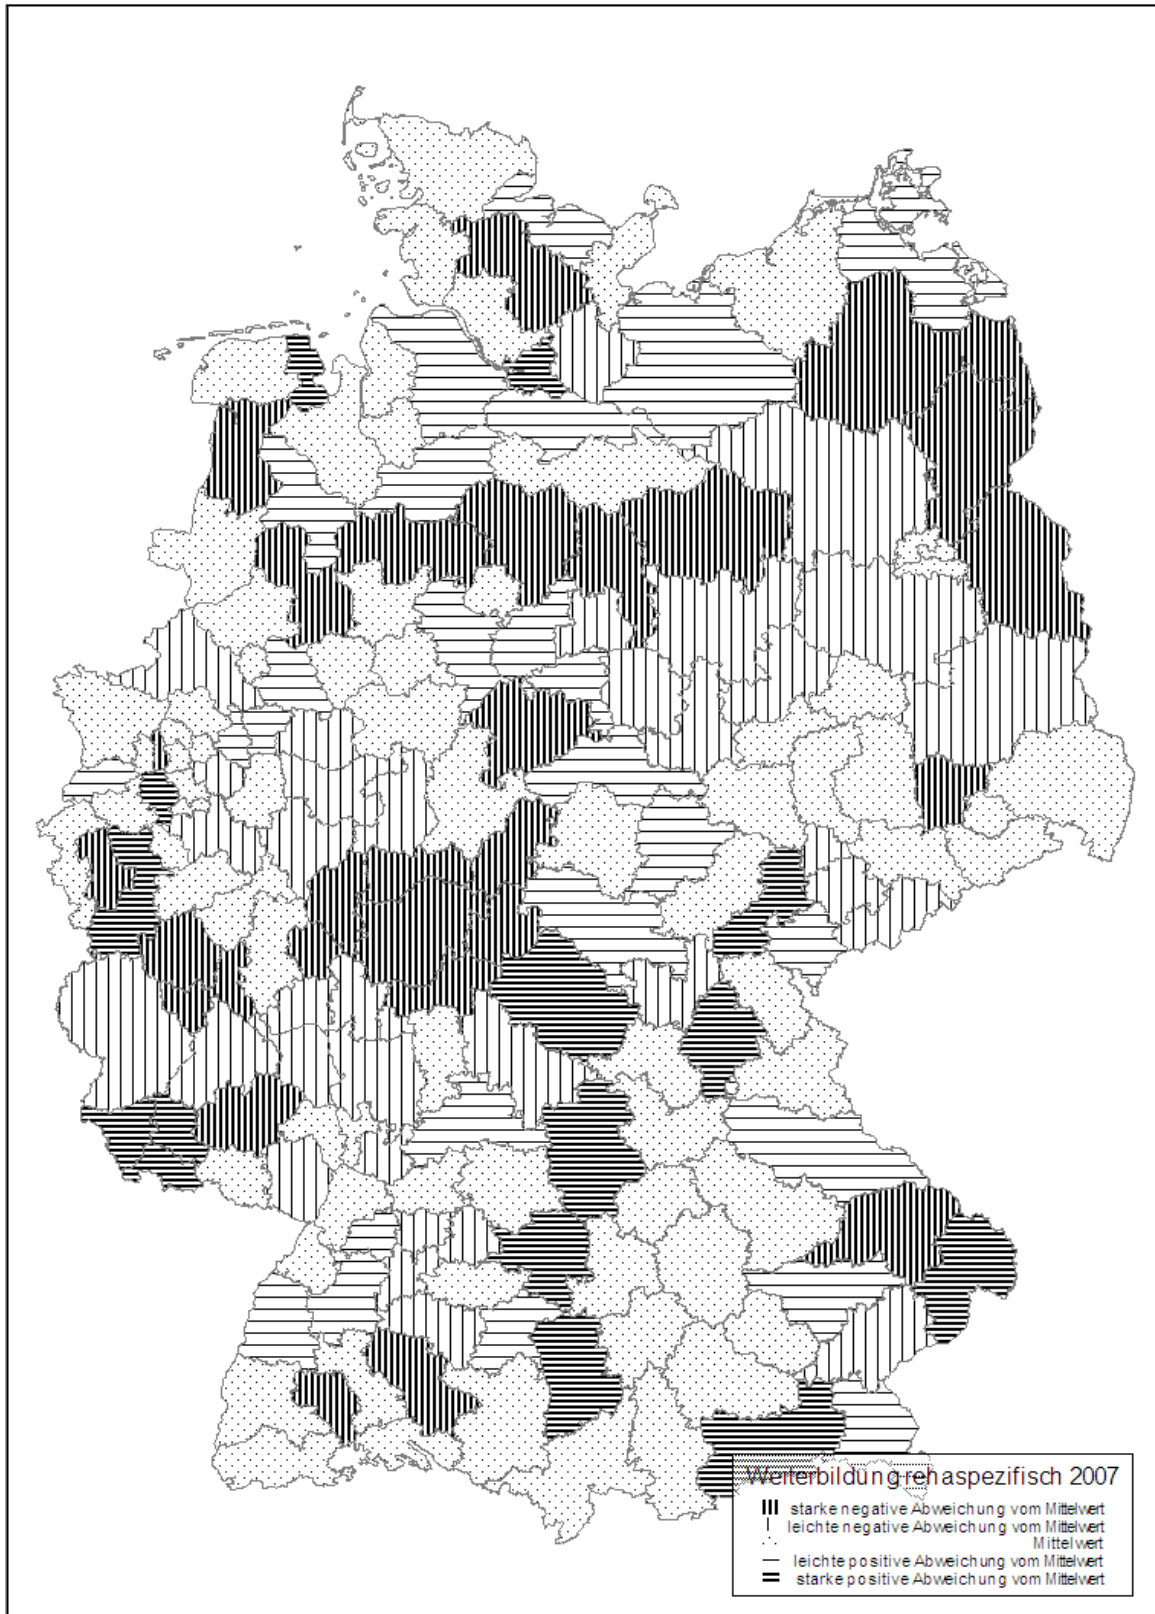 Weiterbildung rehaspezifisch 2007
starke negative Abweichung vom Mittelwert
leichte negative Abweichung vom Mittelwert
Mittelwert
leichte positive Abweichung vom Mittelwert
starke positive Abweichung vom Mittelwert